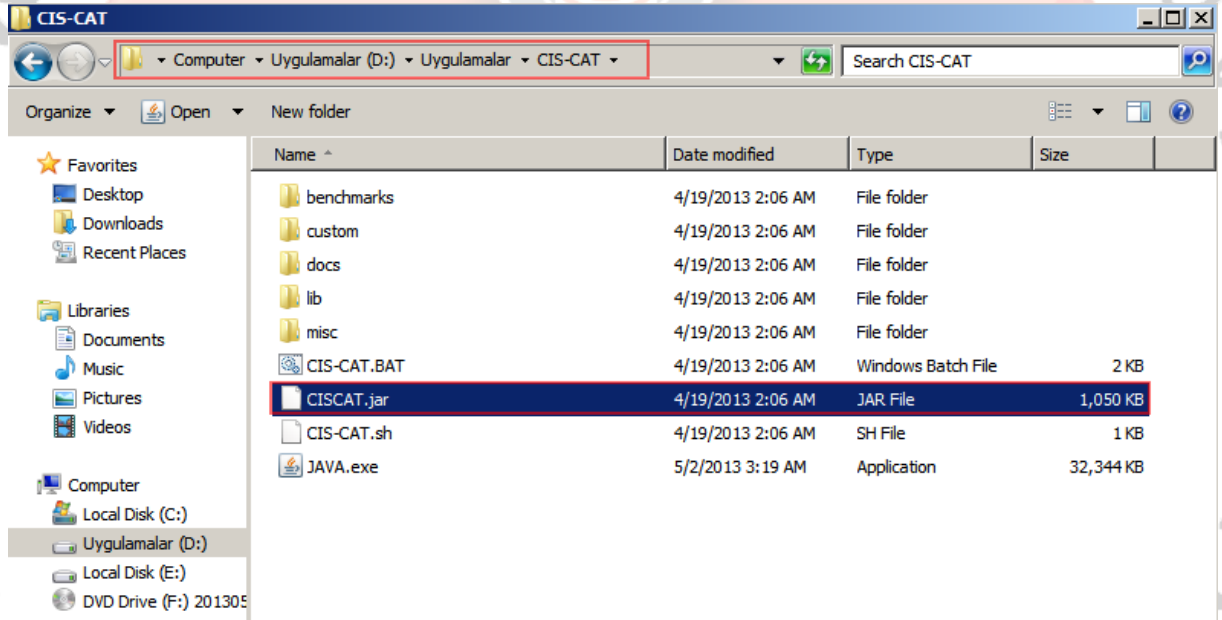 CIS-CAT
Computer Uygulamalar (D:) Uygulamalar CIS-CAT
Search CIS-CAT
Organize Open New folder
Name Date modified Type Size
Favorites
Desktop
Downloads
Recent Places
Libraries
Documents
Music
Pictures
Videos
Computer
Local Disk (C:)
Uygulamalar (D:)
Local Disk (E:)
DVD Drive (F:) 201305
benchmarks 4/19/2013 2:06 AM File folder
custom 4/19/2013 2:06 AM File folder
docs 4/19/2013 2:06 AM File folder
lib 4/19/2013 2:06 AM File folder
misc 4/19/2013 2:06 AM File folder
CIS-CAT.BAT 4/19/2013 2:06 AM Windows Batch File 2 KB
CISCAT.jar 4/19/2013 2:06 AM JAR File 1,050 KB
CIS-CAT.sh 4/19/2013 2:06 AM SH File 1 KB
JAVA.exe 5/2/2013 3:19 AM Application 32,344 KB